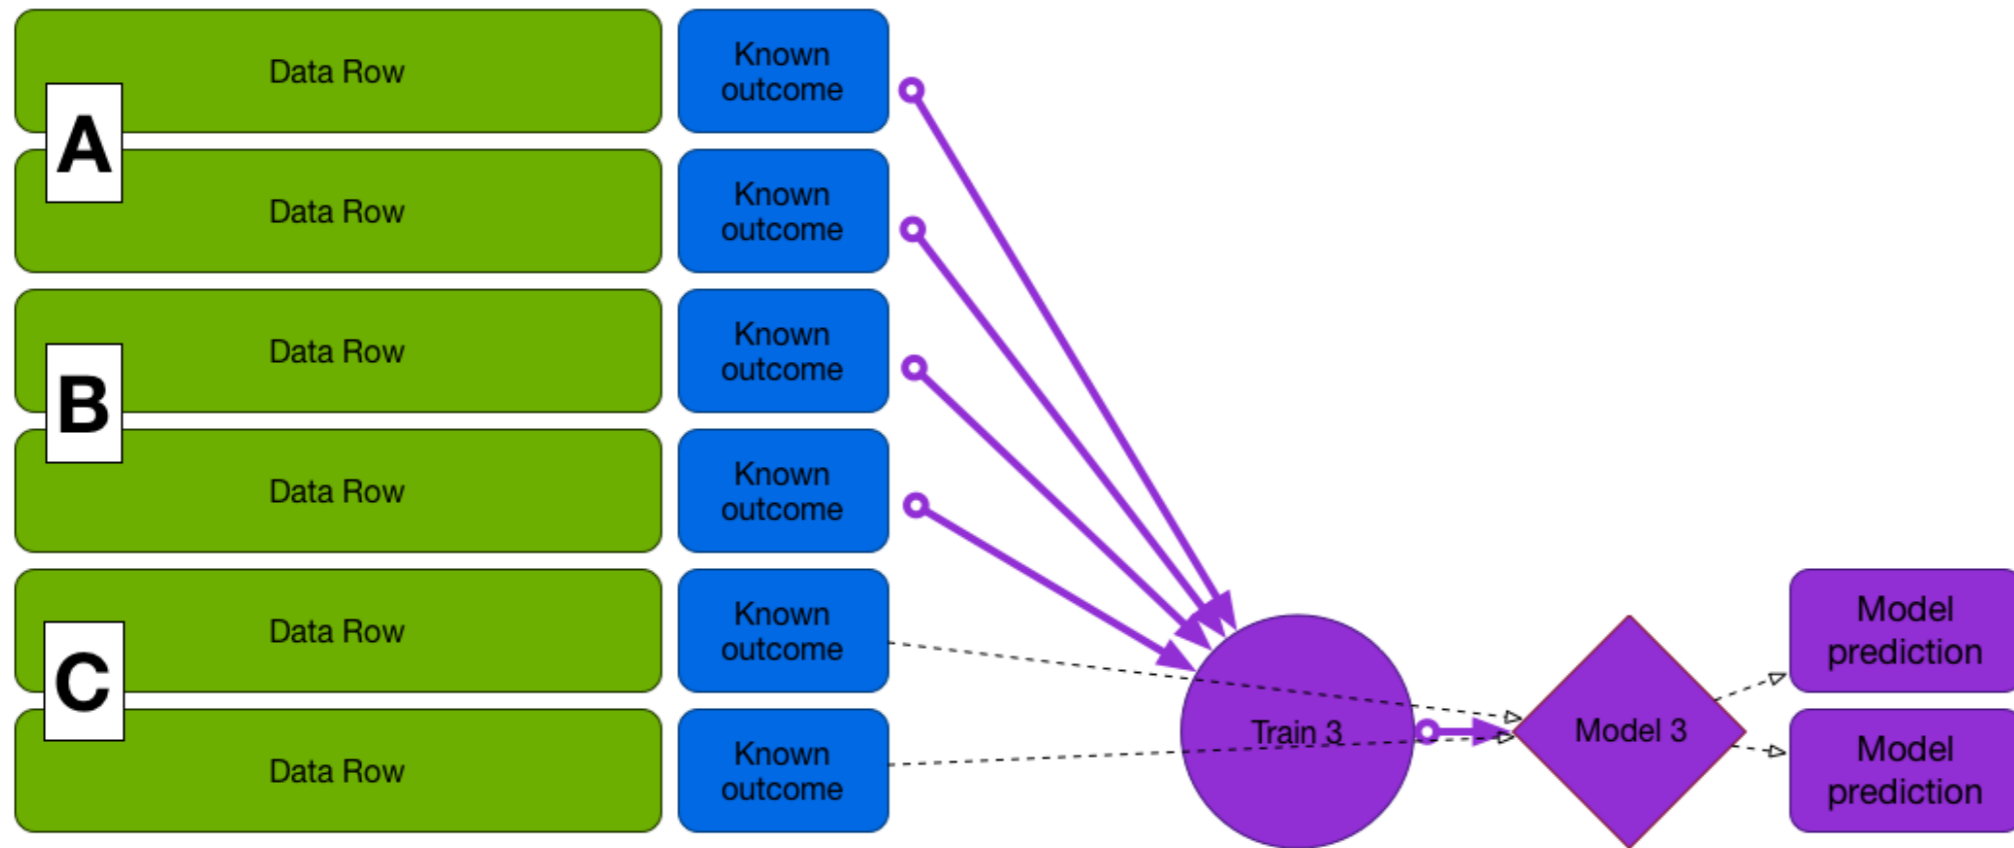 Data Row
Known
outcome
A
Data Row
Known
outcome
Data Row
Known
outcome
B
Data Row
Known
outcome
Data Row
Known
outcome
C
Data Row
Known
outcome
Train 3
Model 3
Model
prediction
Model
prediction